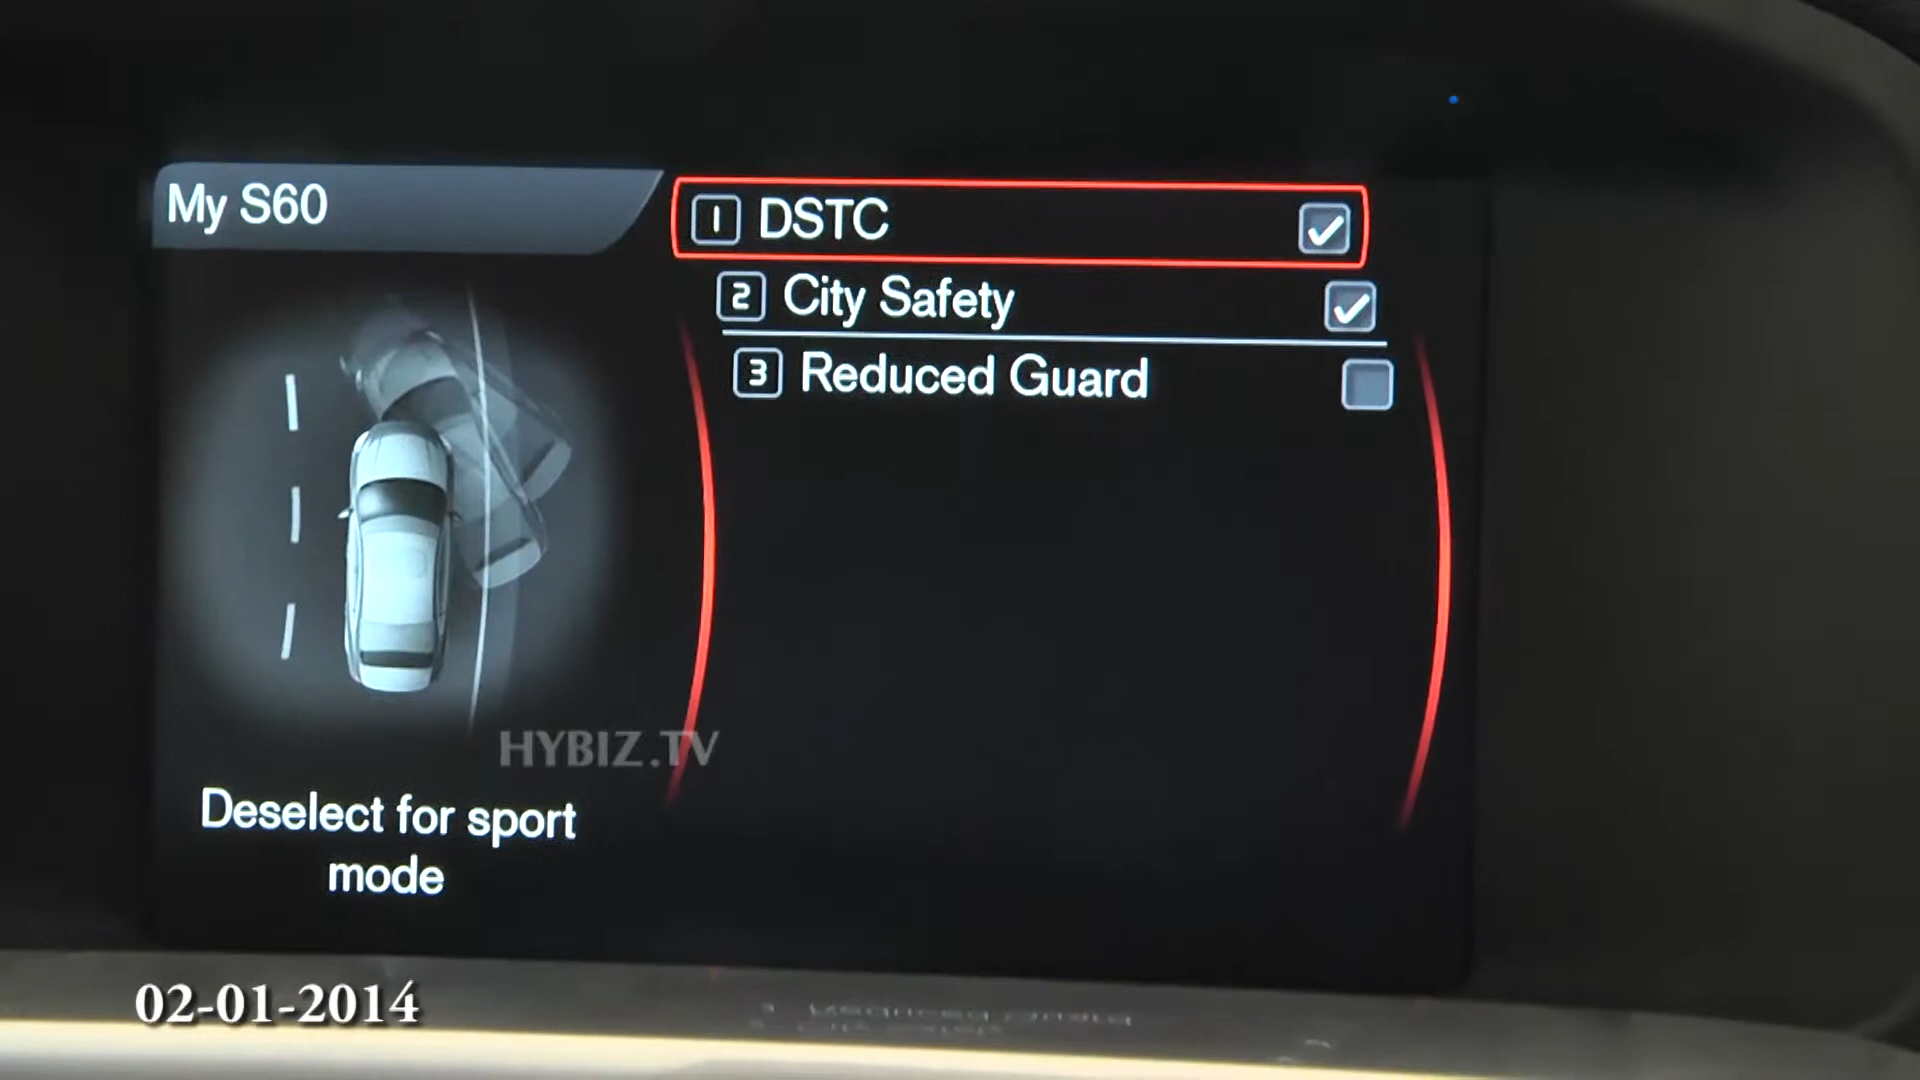 My S60
1 DSTC
2 City Safety
3 Reduced Guard
HYBIZ.TV
Deselect for sport
mode
02-01-2014